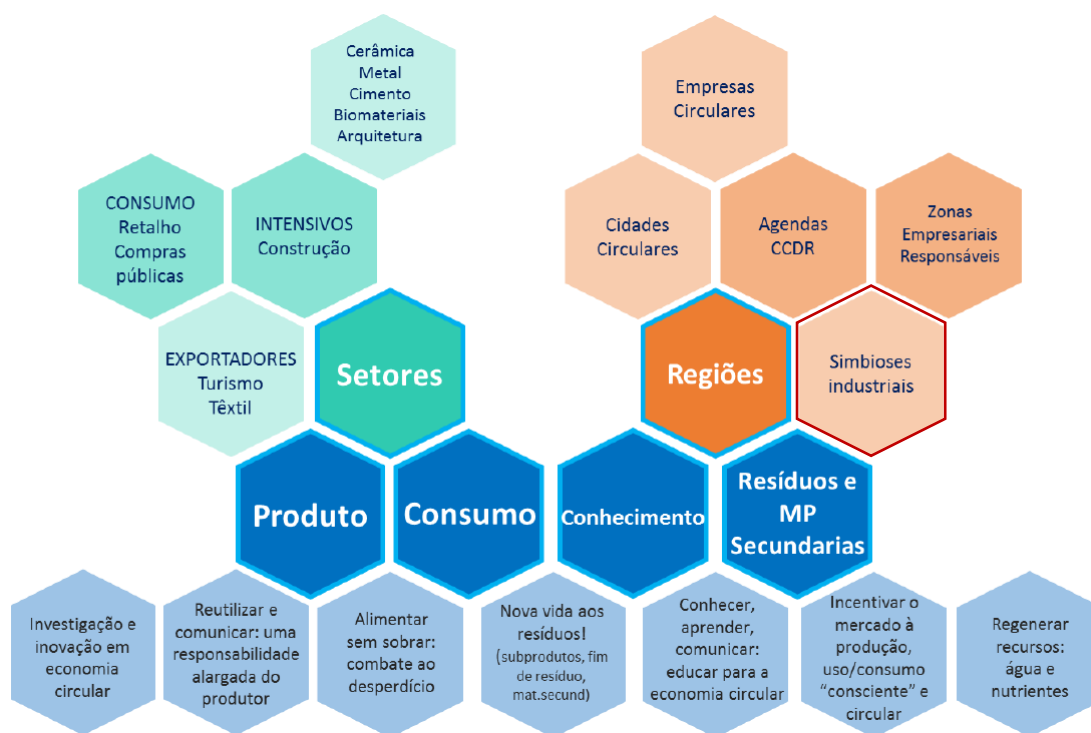 Cerâmica
Metal
Cimento
Biomateriais
Arquitetura
Empresas
Circulares
CONSUMO
Retalho
Compras
públicas
INTENSIVOS
Construção
Cidades
Circulares
Agendas
CCDR
Zonas
Empresariais
Responsáveis
EXPORTADORES
Turismo
Têxtil
Setores
Regiões
Simbioses
industriais
Produto
Consumo
Conhecimento
Resíduos e
MP
Secundarias
Investigação e
inovação em
economia
circular
Reutilizar e
comunicar: uma
responsabilidade
alargada do
produtor
Alimentar
sem sobrar:
combate ao
desperdício
Nova vida aos
resíduos!
(subprodutos, fim
de resíduo,
mat.secund)
Conhecer,
aprender,
comunicar:
educar para a
economia circular
Incentivar o
mercado à
produção,
uso/consumo
“consciente” e
circular
Regenerar
recursos:
água e
nutrientes